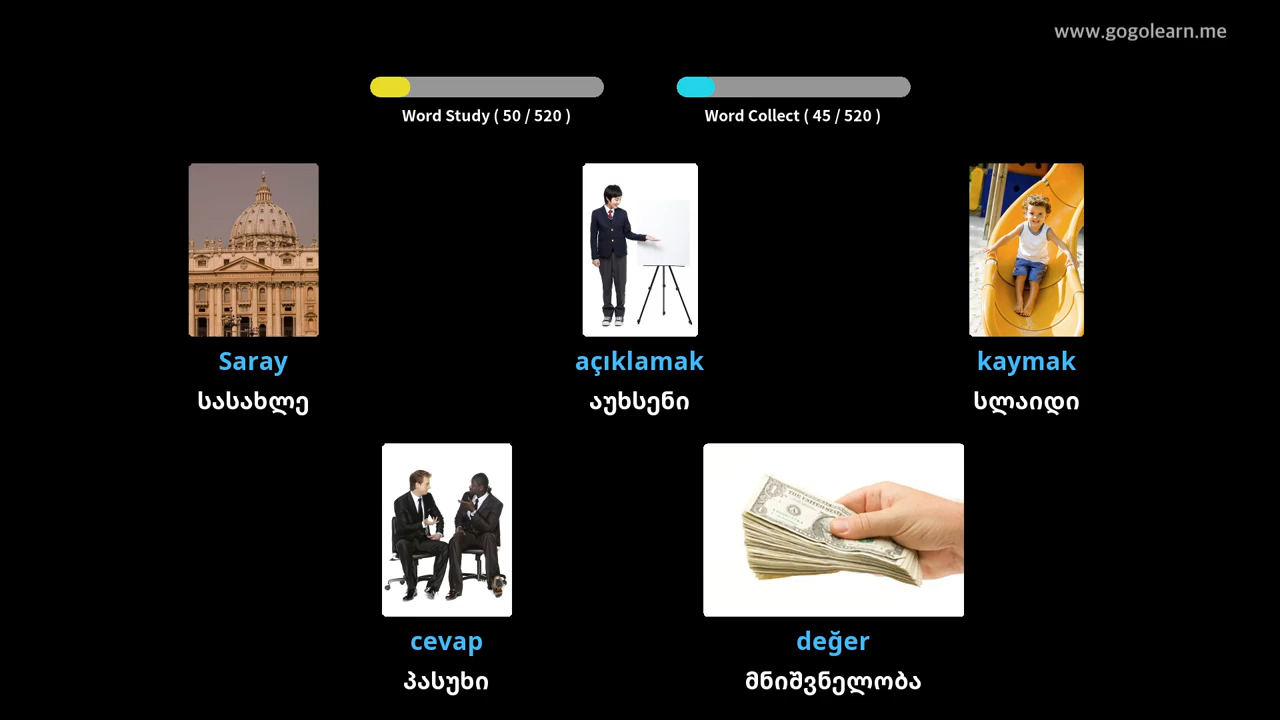 www.gogolearn.me
Word Study ( 50 / 520 )
Word Collect ( 45 / 520 )
Saray
სასახლე
açıklamak
აუხსენი
kaymak
სლაიდი
cevap
პასუხი
değer
მნიშვნელობა